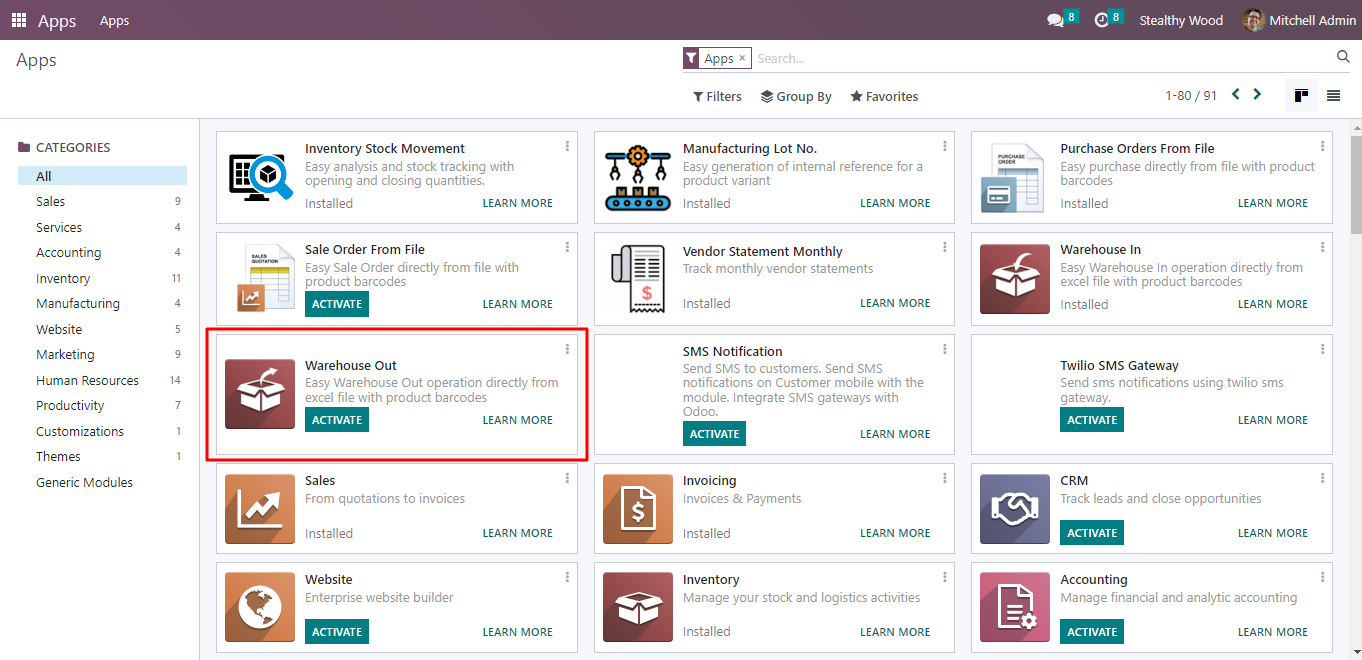 Apps
Apps
8
8
Stealthy Wood
Mitchell Admin
Apps
Apps ×
Search...
Filters
Group By
Favorites
1-80 / 91
CATEGORIES
All
Sales 9
Services 4
Accounting 4
Inventory 11
Manufacturing 4
Website 5
Marketing 9
Human Resources 14
Productivity 7
Customizations 1
Themes 1
Generic Modules
Inventory Stock Movement
Easy analysis and stock tracking with
opening and closing quantities.
Installed
LEARN MORE
Manufacturing Lot No.
Easy generation of internal reference for a
product variant
Installed
LEARN MORE
PURCHASE
ORDER
Purchase Orders From File
Easy purchase directly from file with product
barcodes
Installed
LEARN MORE
SALES
QUOTATION
Sale Order From File
Easy Sale Order directly from file with
product barcodes
ACTIVATE
LEARN MORE
$
Vendor Statement Monthly
Track monthly vendor statements
Installed
LEARN MORE
Warehouse In
Easy Warehouse In operation directly from
excel file with product barcodes
Installed
LEARN MORE
Warehouse Out
Easy Warehouse Out operation directly from
excel file with product barcodes
ACTIVATE
LEARN MORE
SMS Notification
Send SMS to customers. Send SMS
notifications on Customer mobile with the
module. Integrate SMS gateways with
Odoo.
ACTIVATE
LEARN MORE
Twilio SMS Gateway
Send sms notifications using twilio sms
gateway.
ACTIVATE
LEARN MORE
Sales
From quotations to invoices
Installed
LEARN MORE
$
Invoicing
Invoices & Payments
Installed
LEARN MORE
CRM
Track leads and close opportunities
ACTIVATE
LEARN MORE
Website
Enterprise website builder
ACTIVATE
LEARN MORE
Inventory
Manage your stock and logistics activities
Installed
LEARN MORE
Accounting
Manage financial and analytic accounting
ACTIVATE
LEARN MORE